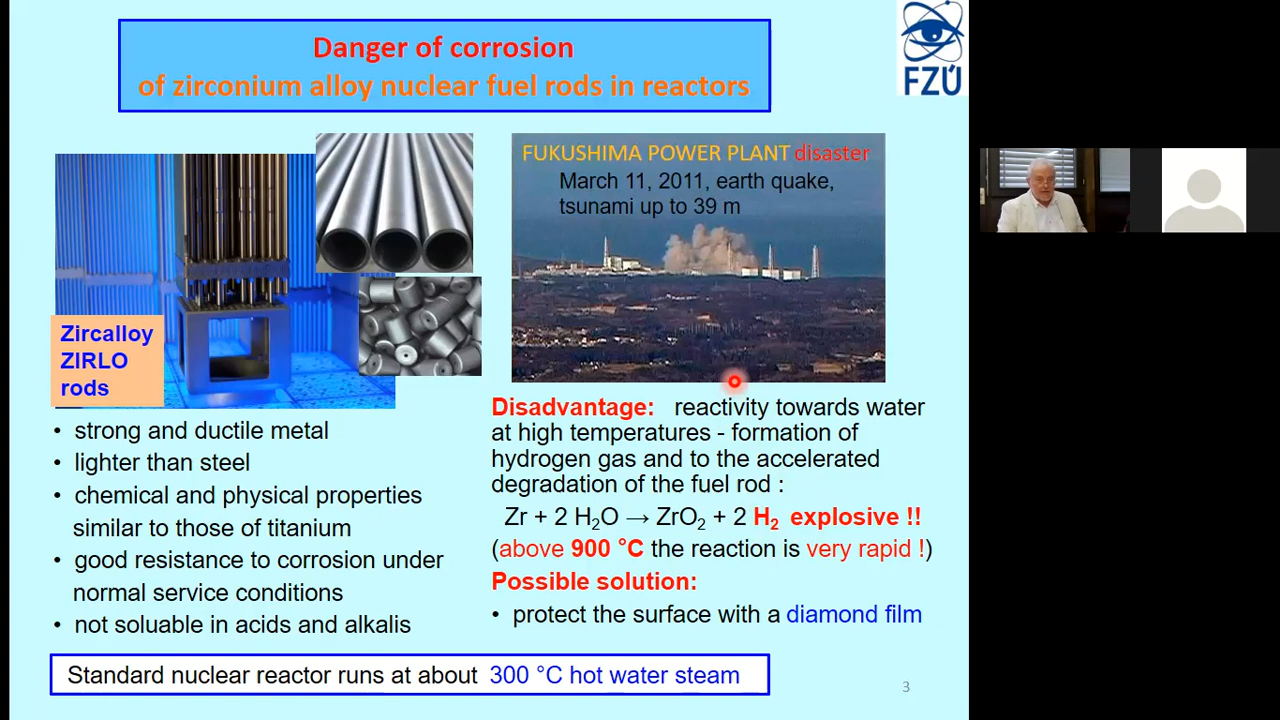 Danger of corrosion
of zirconium alloy nuclear fuel rods in reactors
FZÚ
FUKUSHIMA POWER PLANT disaster
March 11, 2011, earth quake,
tsunami up to 39 m
Zircalloy
ZIRLO
rods
• strong and ductile metal
• lighter than steel
• chemical and physical properties
similar to those of titanium
• good resistance to corrosion under
normal service conditions
• not soluable in acids and alkalis
Disadvantage: reactivity towards water
at high temperatures - formation of
hydrogen gas and to the accelerated
degradation of the fuel rod :
Zr + 2 H₂O → ZrO₂ + 2 H₂ explosive !!
(above 900 °C the reaction is very rapid !)
Possible solution:
• protect the surface with a diamond film
Standard nuclear reactor runs at about 300 °C hot water steam
3